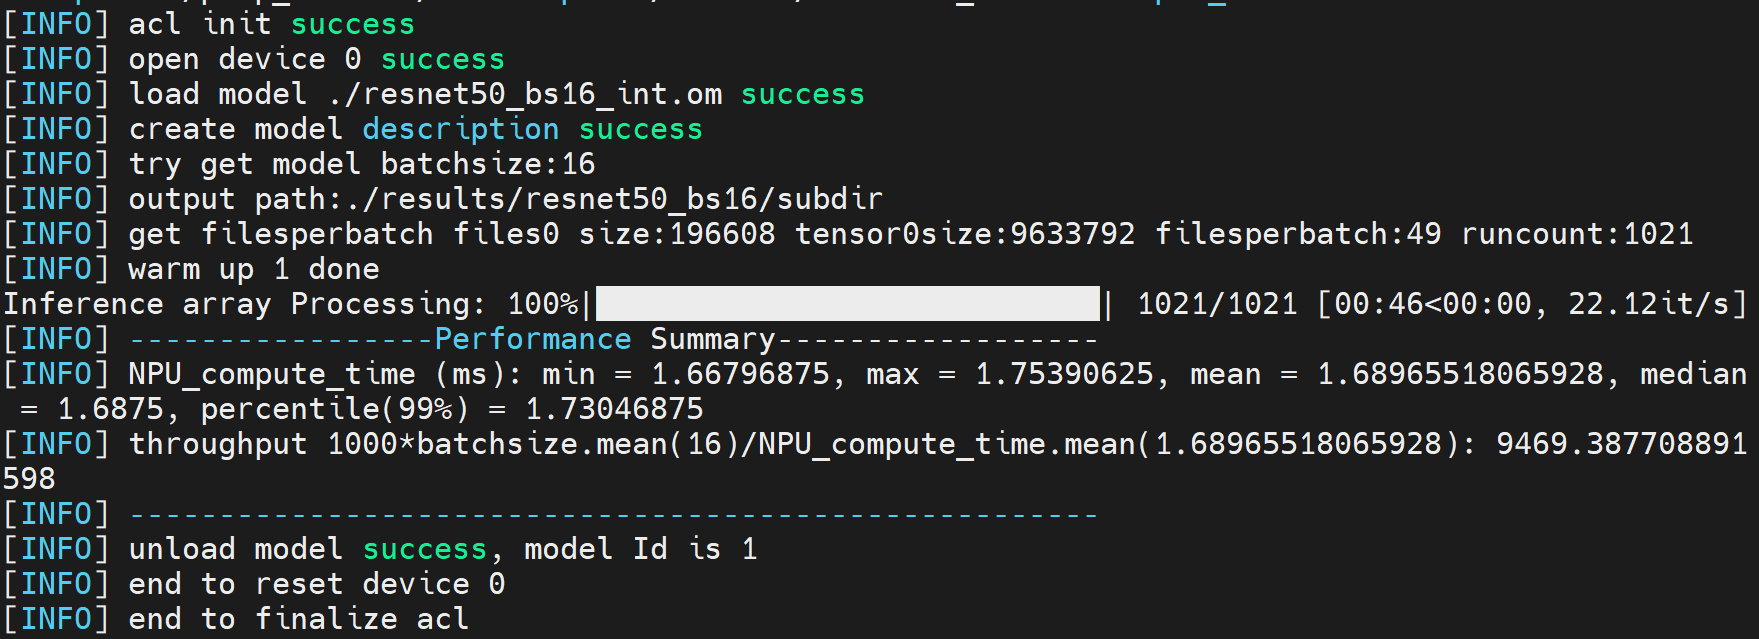 [INFO] acl init success
[INFO] open device 0 success
[INFO] load model ./resnet50_bs16_int.om success
[INFO] create model description success
[INFO] try get model batchsize:16
[INFO] output path:./results/resnet50_bs16/subdir
[INFO] get filesperbatch files0 size:196608 tensor0size:9633792 filesperbatch:49 runcount:1021
[INFO] warm up 1 done
Inference array Processing: 100%|                            | 1021/1021 [00:46<00:00, 22.12it/s]
[INFO] -----------------Performance Summary------------------
[INFO] NPU_compute_time (ms): min = 1.66796875, max = 1.75390625, mean = 1.68965518065928, median
 = 1.6875, percentile(99%) = 1.73046875
[INFO] throughput 1000*batchsize.mean(16)/NPU_compute_time.mean(1.68965518065928): 9469.387708891
598
[INFO] ------------------------------------------------------
[INFO] unload model success, model Id is 1
[INFO] end to reset device 0
[INFO] end to finalize acl